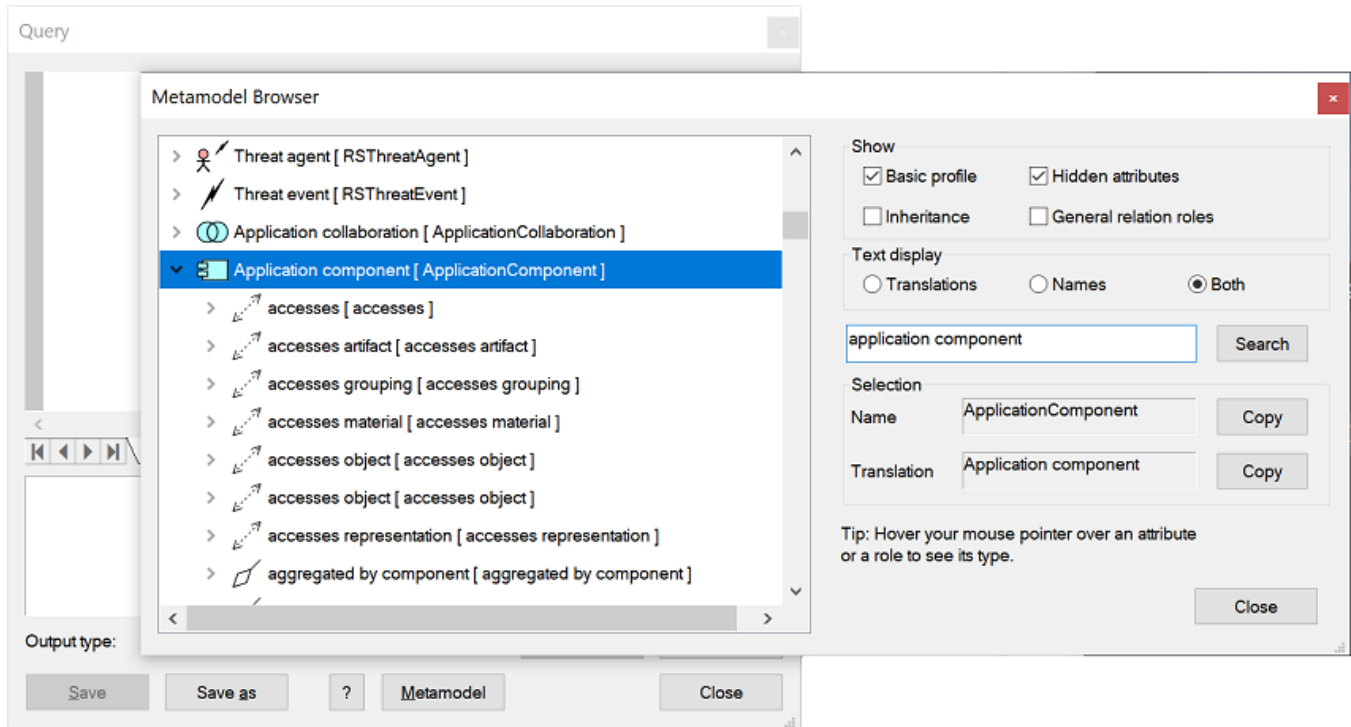 Query
Metamodel Browser
Threat agent [ RSThreatAgent ]
Threat event [ RSThreatEvent ]
Application collaboration [ ApplicationCollaboration ]
Application component [ ApplicationComponent ]
accesses [ accesses ]
accesses artifact [ accesses artifact ]
accesses grouping [ accesses grouping ]
accesses material [ accesses material ]
accesses object [ accesses object ]
accesses object [ accesses object ]
accesses representation [ accesses representation ]
aggregated by component [ aggregated by component ]
Show
Basic profile
Hidden attributes
Inheritance
General relation roles
Text display
Translations
Names
Both
application component
Search
Selection
Name
ApplicationComponent
Copy
Translation
Application component
Copy
Tip: Hover your mouse pointer over an attribute
or a role to see its type.
Close
Output type:
Save
Save as
?
Metamodel
Close